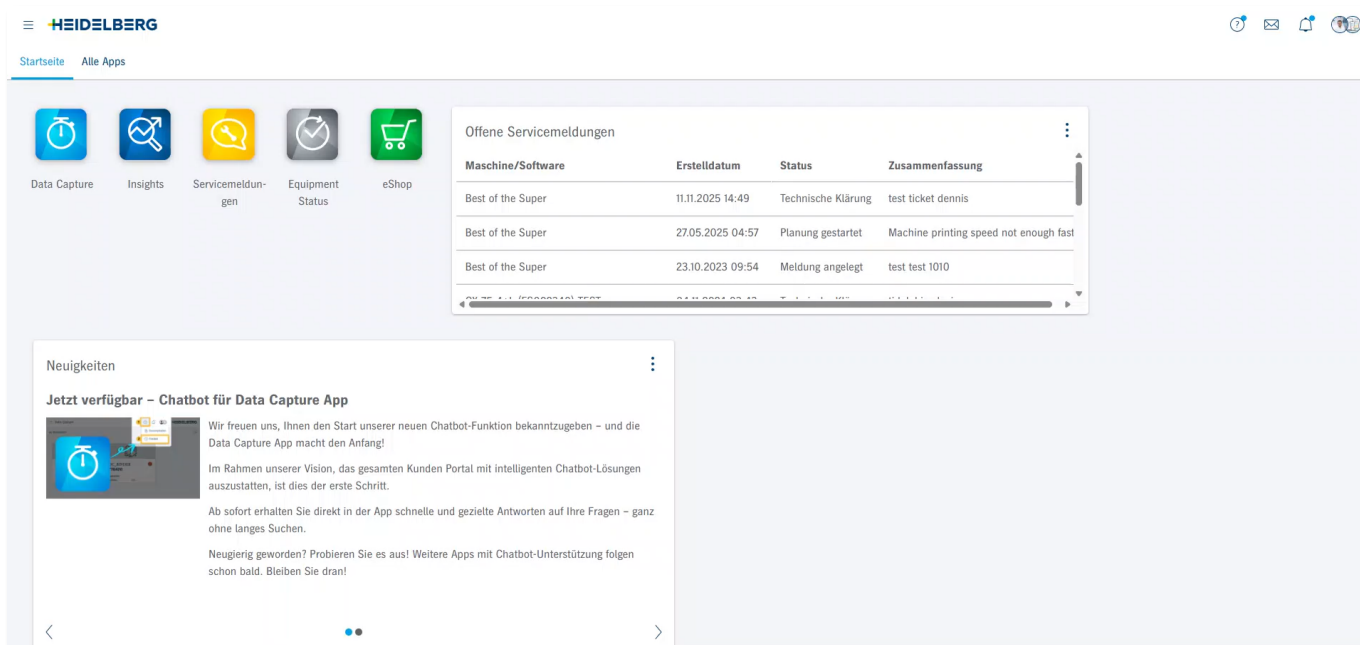 HEIDELBERG
Startseite Alle Apps
Data Capture
Insights
Servicemeldun-
gen
Equipment
Status
eShop
Offene Servicemeldungen
Maschine/Software Erstelldatum Status Zusammenfassung
Best of the Super 11.11.2025 14:49 Technische Klärung test ticket dennis
Best of the Super 27.05.2025 04:57 Planung gestartet Machine printing speed not enough fast
Best of the Super 23.10.2023 09:54 Meldung angelegt test test 1010
Neuigkeiten
Jetzt verfügbar – Chatbot für Data Capture App
Wir freuen uns, Ihnen den Start unserer neuen Chatbot-Funktion bekanntzugeben – und die
Data Capture App macht den Anfang!
Im Rahmen unserer Vision, das gesamten Kunden Portal mit intelligenten Chatbot-Lösungen
auszustatten, ist dies der erste Schritt.
Ab sofort erhalten Sie direkt in der App schnelle und gezielte Antworten auf Ihre Fragen – ganz
ohne langes Suchen.
Neugierig geworden? Probieren Sie es aus! Weitere Apps mit Chatbot-Unterstützung folgen
schon bald. Bleiben Sie dran!